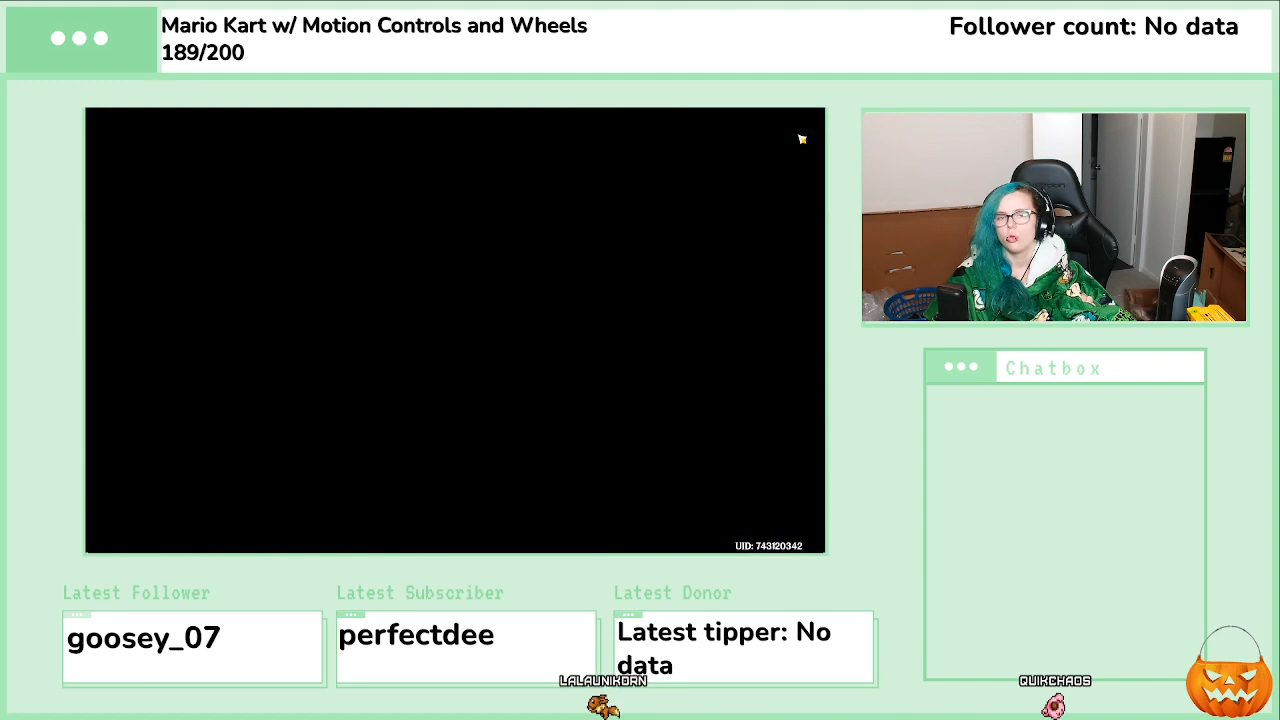 Mario Kart w/ Motion Controls and Wheels
189/200
Follower count: No data
UID: 743120342
Chatbox
Latest Follower
Latest Subscriber
Latest Donor
goosey_07
perfectdee
Latest tipper: No
data
LALAUNIKORN
QUIKCHAOS